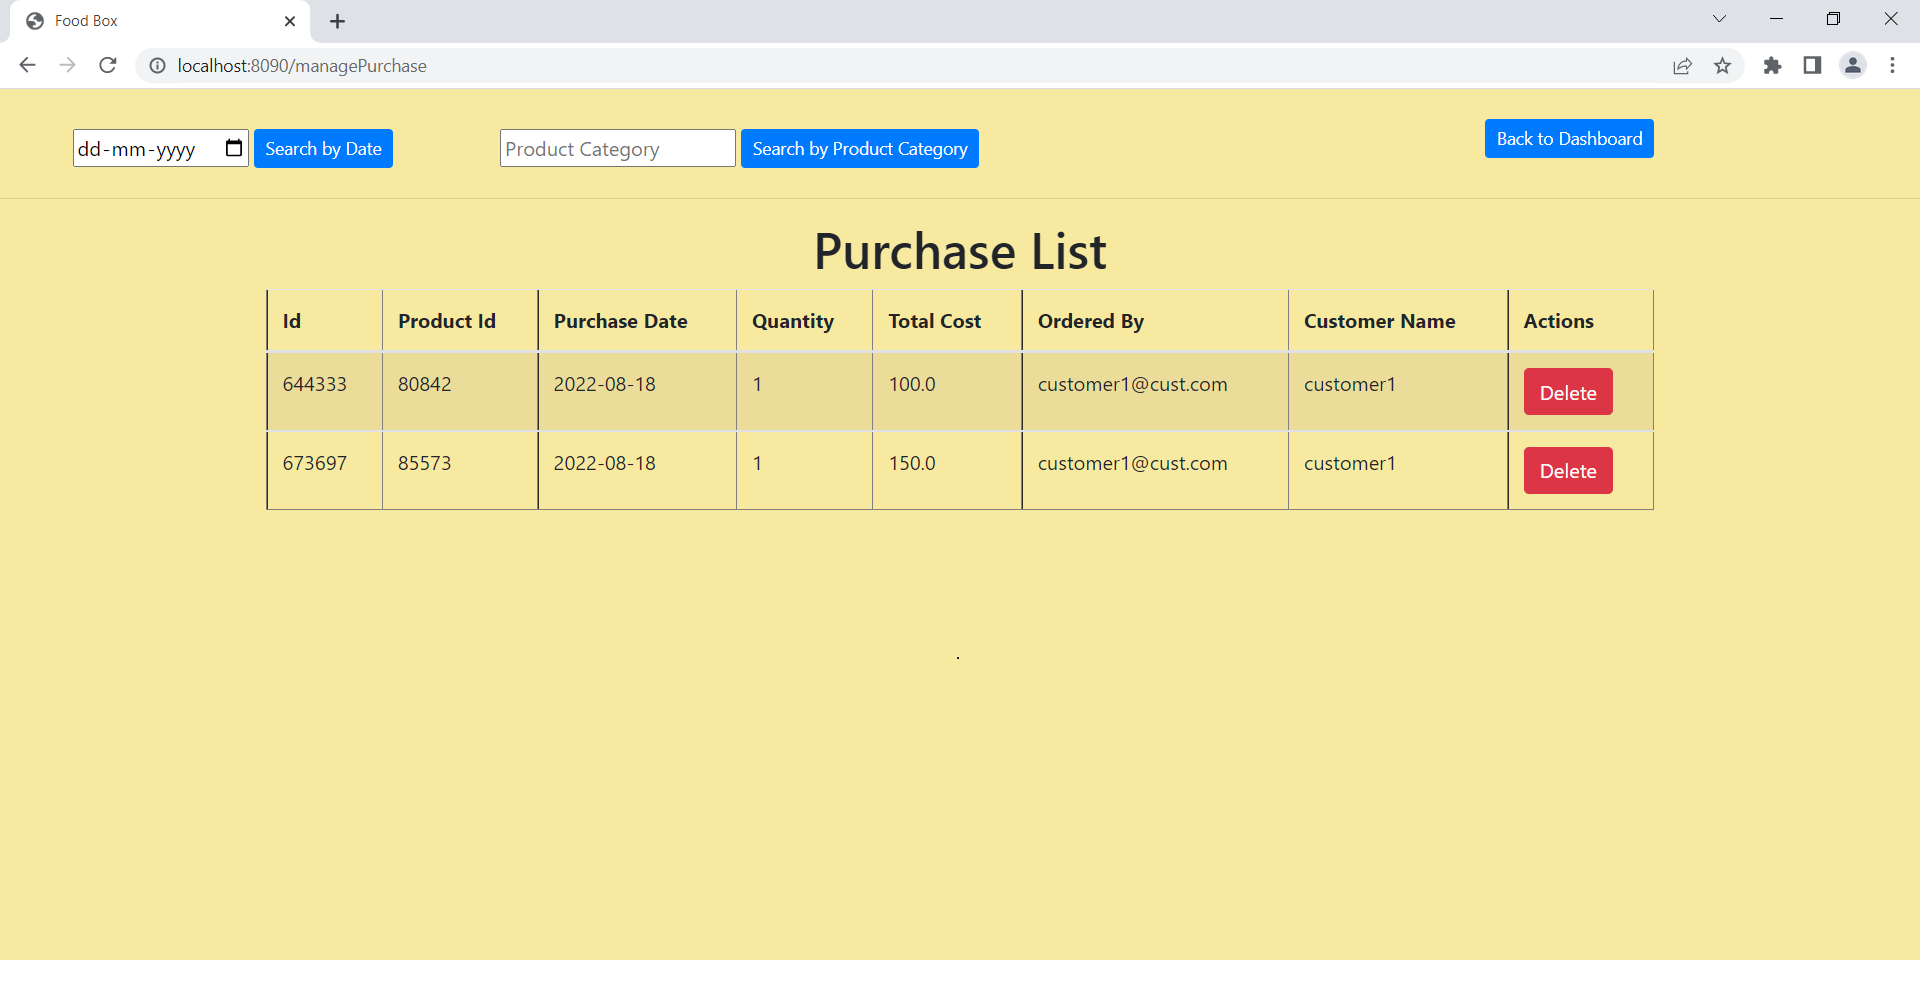 Food Box
localhost:8090/managePurchase
dd-mm-yyyy Search by Date Product Category Search by Product Category Back to Dashboard
Purchase List
Id Product Id Purchase Date Quantity Total Cost Ordered By Customer Name Actions
644333 80842 2022-08-18 1 100.0 customer1@cust.com customer1 Delete
673697 85573 2022-08-18 1 150.0 customer1@cust.com customer1 Delete
.